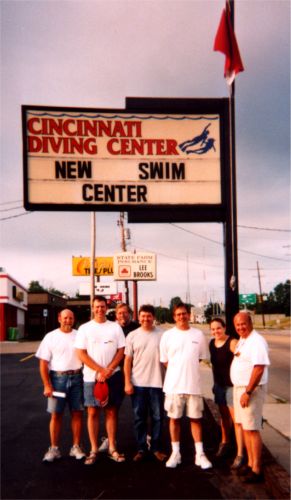 CINCINNATI
DIVING CENTER
NEW SWIM
CENTER
STATE FARM
INSURANCE
LEE
BROOKS